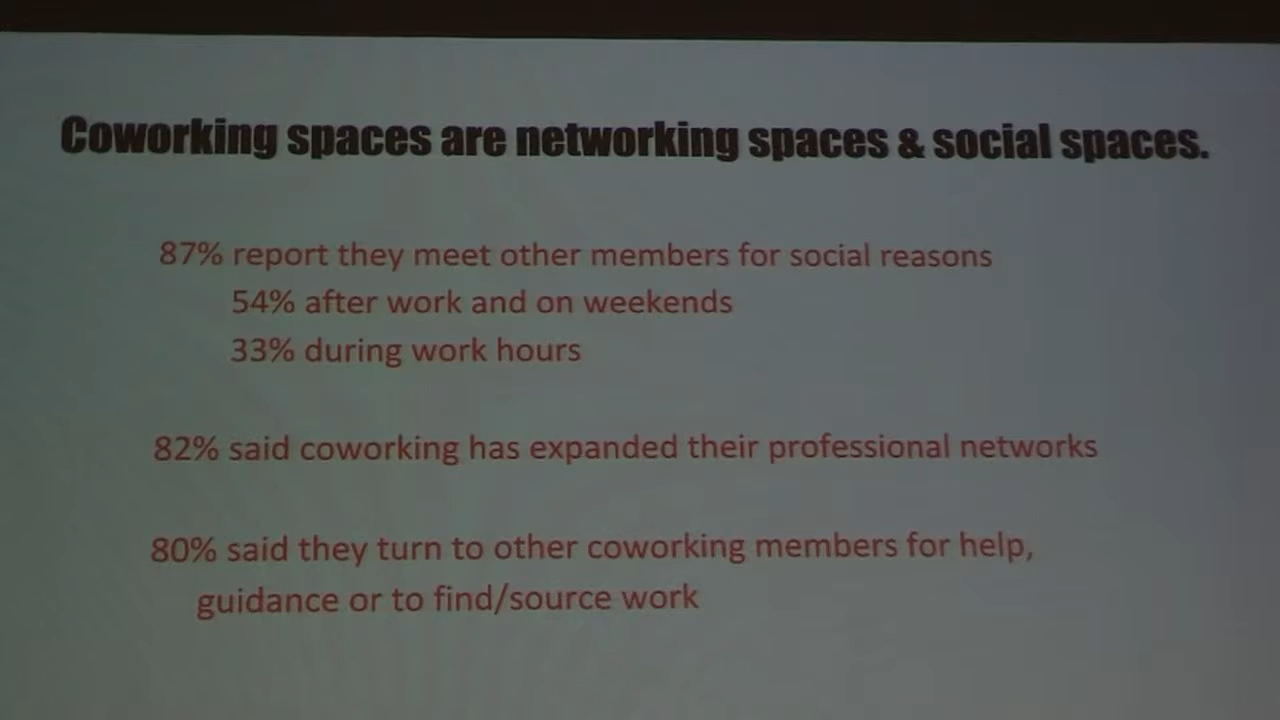 Coworking spaces are networking spaces & social spaces.
87% report they meet other members for social reasons
54% after work and on weekends
33% during work hours
82% said coworking has expanded their professional networks
80% said they turn to other coworking members for help,
guidance or to find/source work